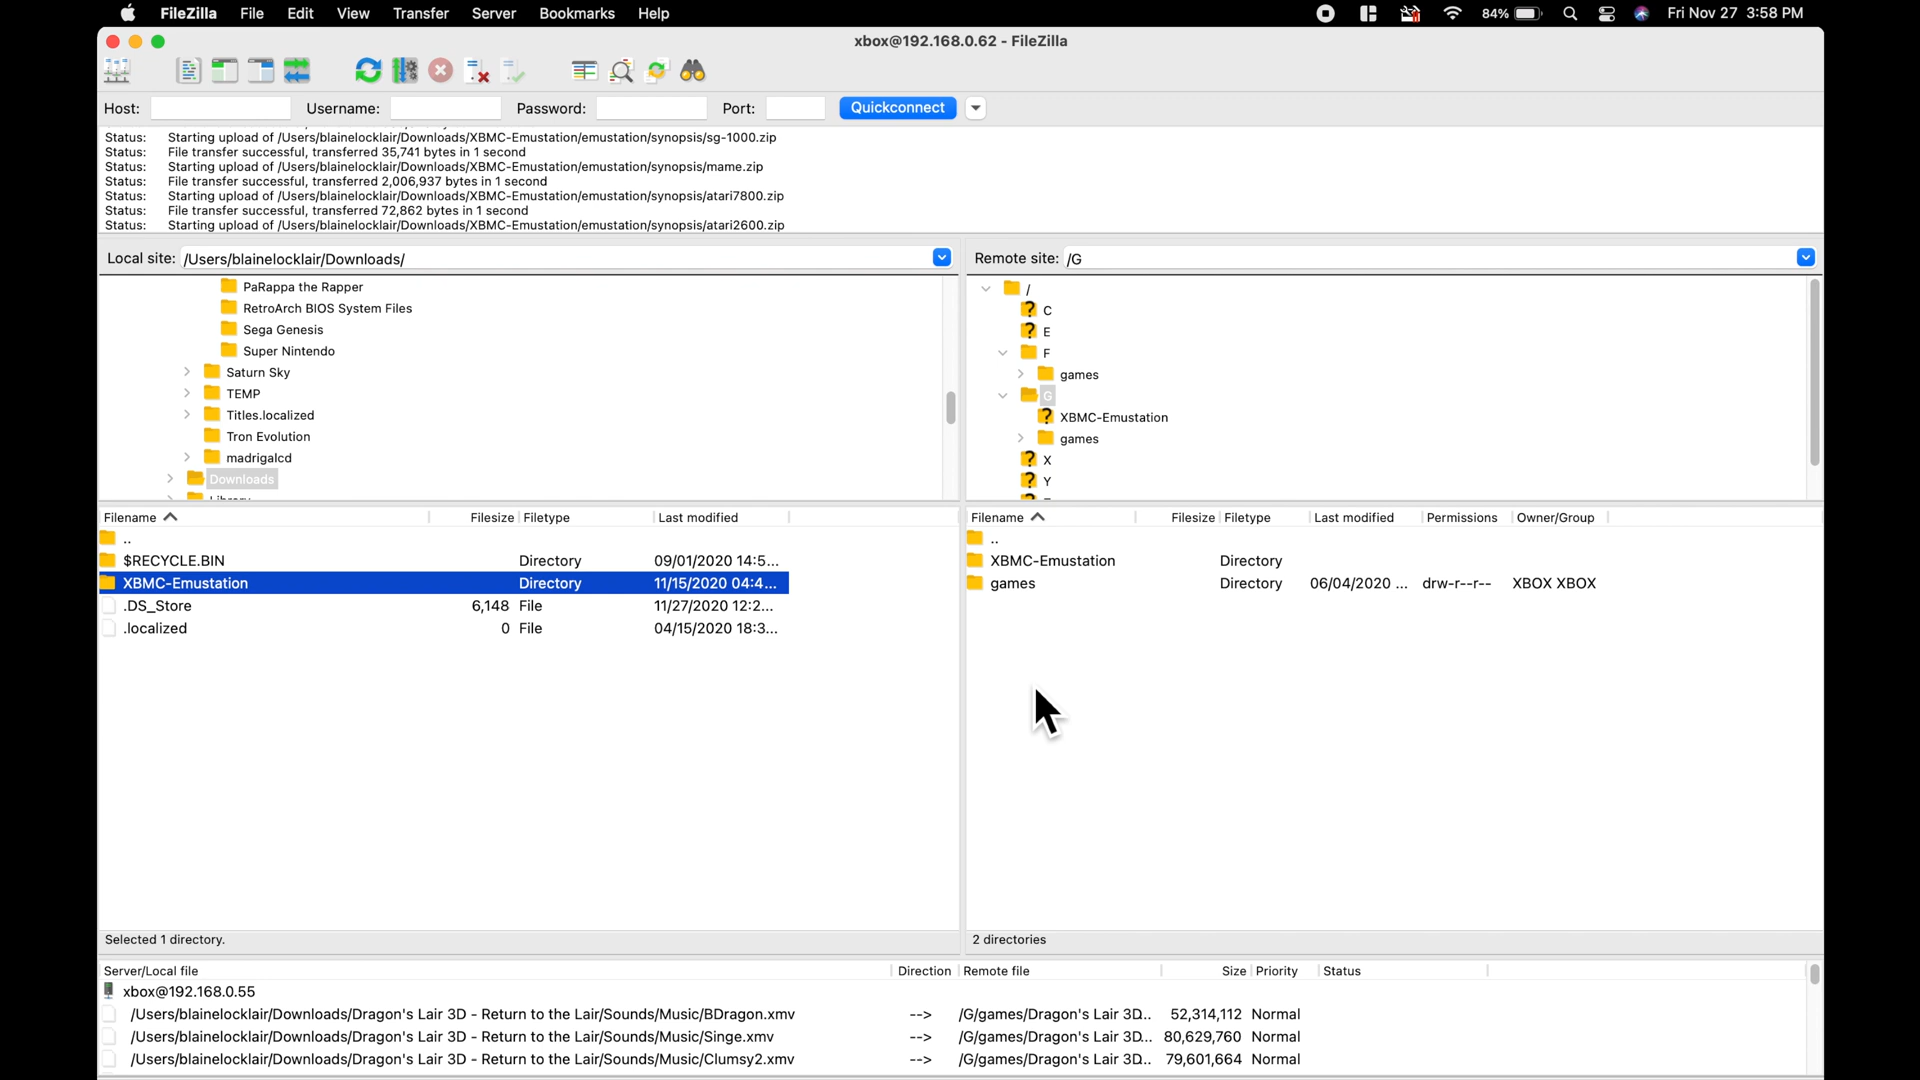 FileZilla File Edit View Transfer Server Bookmarks Help 84% Fri Nov 27 3:58 PM
xbox@192.168.0.62 - FileZilla
Host: Username: Password: Port: Quickconnect
Status: Starting upload of /Users/blainelocklair/Downloads/XBMC-Emustation/emustation/synopsis/sg-1000.zip
Status: File transfer successful, transferred 35,741 bytes in 1 second
Status: Starting upload of /Users/blainelocklair/Downloads/XBMC-Emustation/emustation/synopsis/mame.zip
Status: File transfer successful, transferred 2,006,937 bytes in 1 second
Status: Starting upload of /Users/blainelocklair/Downloads/XBMC-Emustation/emustation/synopsis/atari7800.zip
Status: File transfer successful, transferred 72,862 bytes in 1 second
Status: Starting upload of /Users/blainelocklair/Downloads/XBMC-Emustation/emustation/synopsis/atari2600.zip
Local site: /Users/blainelocklair/Downloads/
PaRappa the Rapper
RetroArch BIOS System Files
Sega Genesis
Super Nintendo
Saturn Sky
TEMP
Titles.localized
Tron Evolution
madrigalcd
Downloads
Remote site: /G
/
? C
? E
F
games
G
? XBMC-Emustation
games
? X
? Y
Filename Filesize Filetype Last modified
..
$RECYCLE.BIN Directory 09/01/2020 14:5...
XBMC-Emustation Directory 11/15/2020 04:4...
.DS_Store 6,148 File 11/27/2020 12:2...
.localized 0 File 04/15/2020 18:3...
Selected 1 directory.
Filename Filesize Filetype Last modified Permissions Owner/Group
..
XBMC-Emustation Directory
games Directory 06/04/2020 ... drw-r--r-- XBOX XBOX
2 directories
Server/Local file Direction Remote file Size Priority Status
xbox@192.168.0.55
/Users/blainelocklair/Downloads/Dragon's Lair 3D - Return to the Lair/Sounds/Music/BDragon.xmv --> /G/games/Dragon's Lair 3D... 52,314,112 Normal
/Users/blainelocklair/Downloads/Dragon's Lair 3D - Return to the Lair/Sounds/Music/Singe.xmv --> /G/games/Dragon's Lair 3D... 80,629,760 Normal
/Users/blainelocklair/Downloads/Dragon's Lair 3D - Return to the Lair/Sounds/Music/Clumsy2.xmv --> /G/games/Dragon's Lair 3D... 79,601,664 Normal